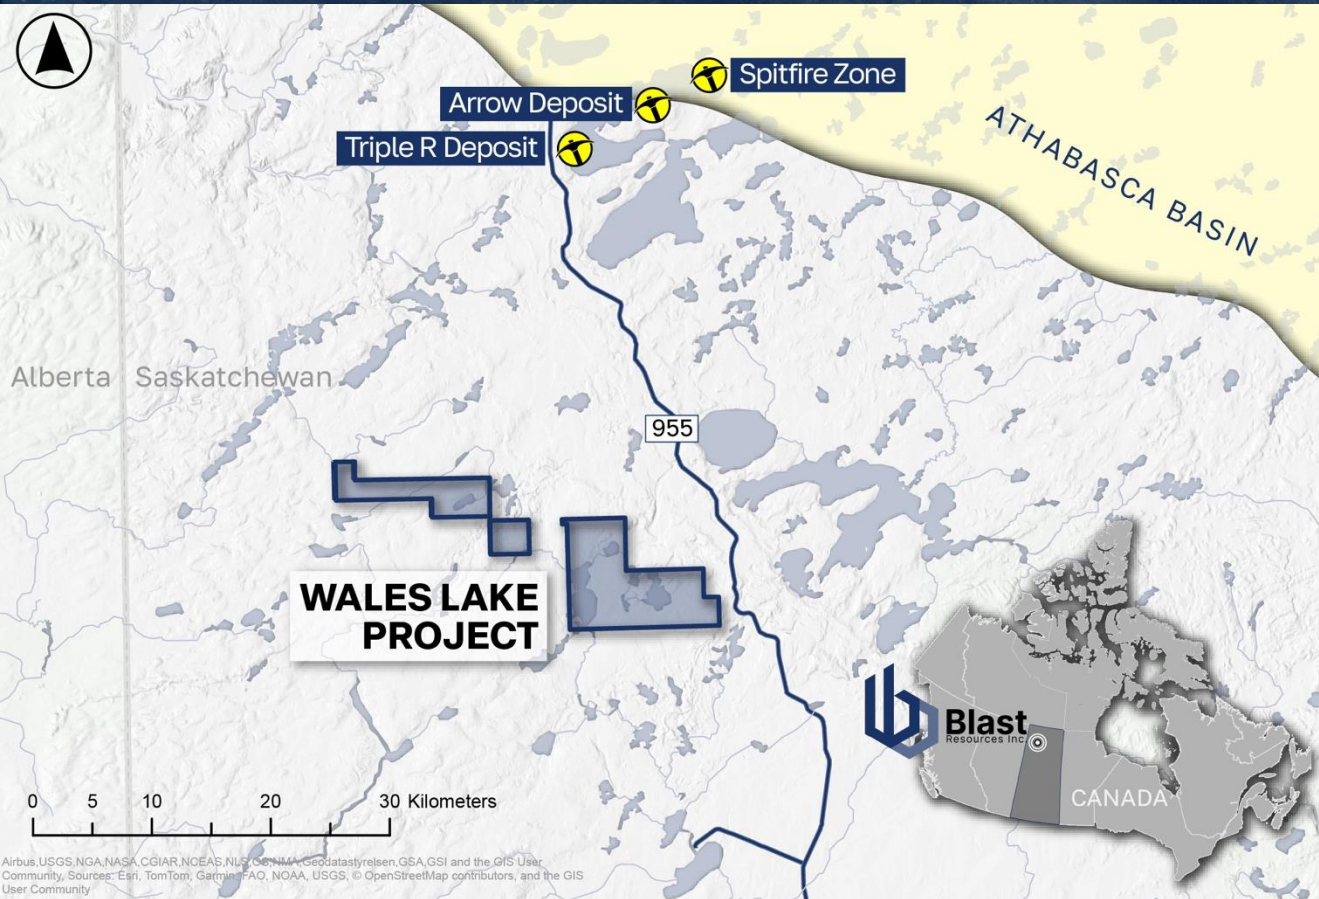 Spitfire Zone
Arrow Deposit
Triple R Deposit
ATHABASCA BASIN
Alberta Saskatchewan
955
WALES LAKE
PROJECT
Blast
Resources Inc.
CANADA
0 5 10 20 30 Kilometers
Airbus,USGS,NGA,NASA,CGIAR,NCEAS,NLS,OS,NMA,Geodatastyrelsen,GSA,GSI and the GIS User
Community, Sources: Esri, TomTom, Garmin, FAO, NOAA, USGS, © OpenStreetMap contributors, and the GIS
User Community